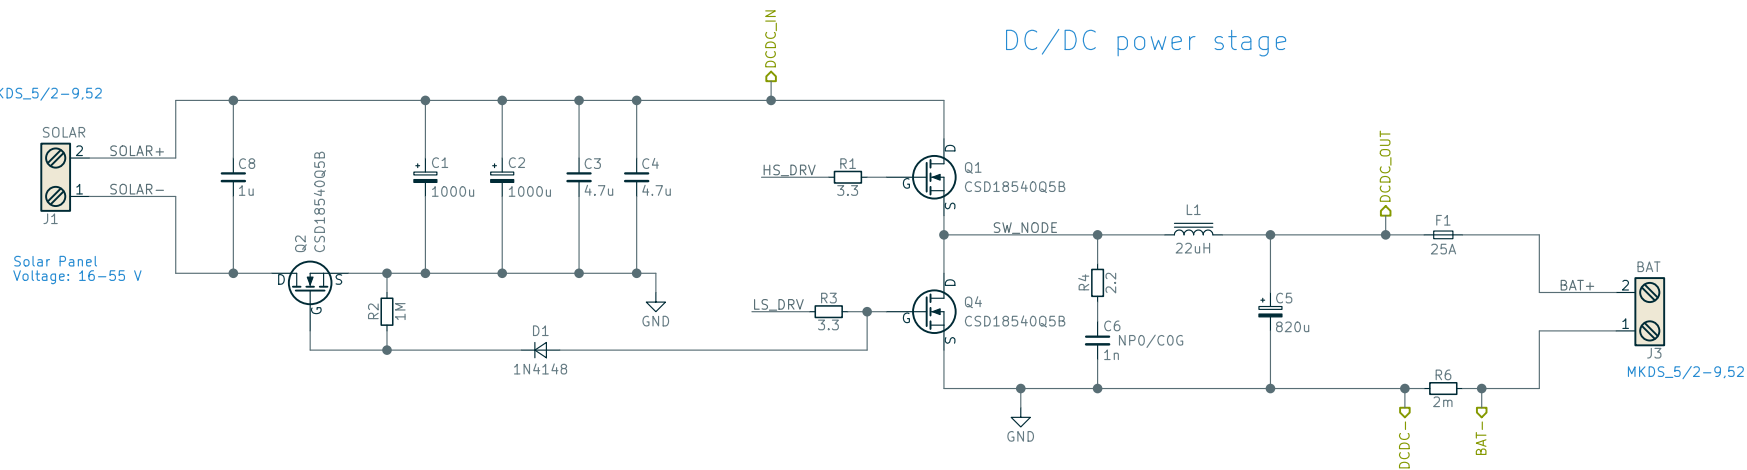 DC/DC power stage
DCDC_IN
KDS_5/2-9,52
SOLAR
2
SOLAR+
1
SOLAR-
J1
Solar Panel
Voltage: 16-55 V
C8
1u
Q2
CSD18540Q5B
D
S
G
R2
1M
C1
1000u
C2
1000u
C3
4.7u
C4
4.7u
GND
D1
1N4148
HS_DRV
R1
3.3
G
D
S
Q1
CSD18540Q5B
SW_NODE
LS_DRV
R3
3.3
G
D
S
Q4
CSD18540Q5B
GND
R4
2.2
C6
NP0/C0G
1n
L1
22uH
C5
820u
DCDC_OUT
F1
25A
BAT
BAT+
2
1
J3
MKDS_5/2-9,52
R6
2m
DCDC-
BAT-